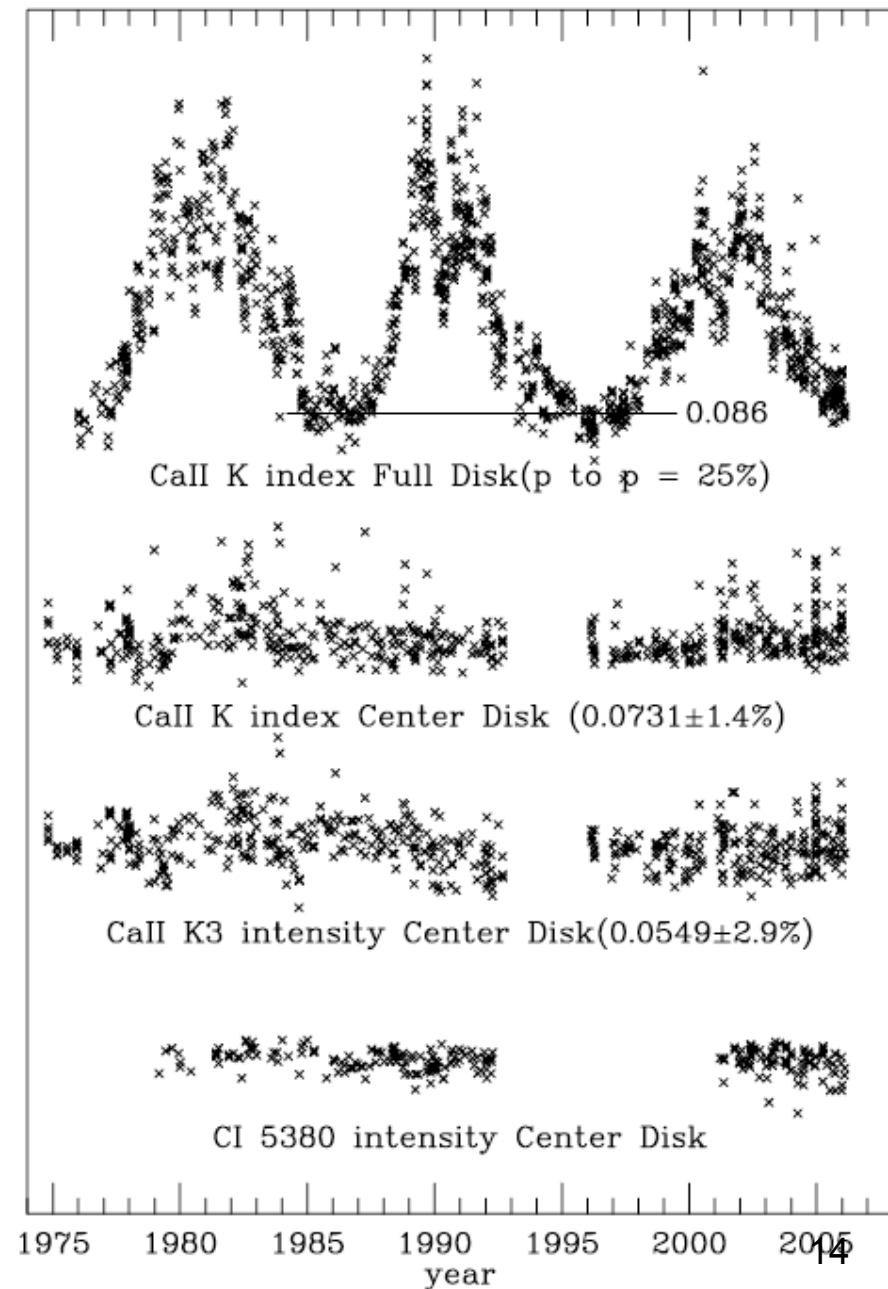 0.086
CaII K index Full Disk(p to p = 25%)
CaII K index Center Disk (0.0731±1.4%)
CaII K3 intensity Center Disk(0.0549±2.9%)
CI 5380 intensity Center Disk
1975 1980 1985 1990 1995 2000 2005
14
year